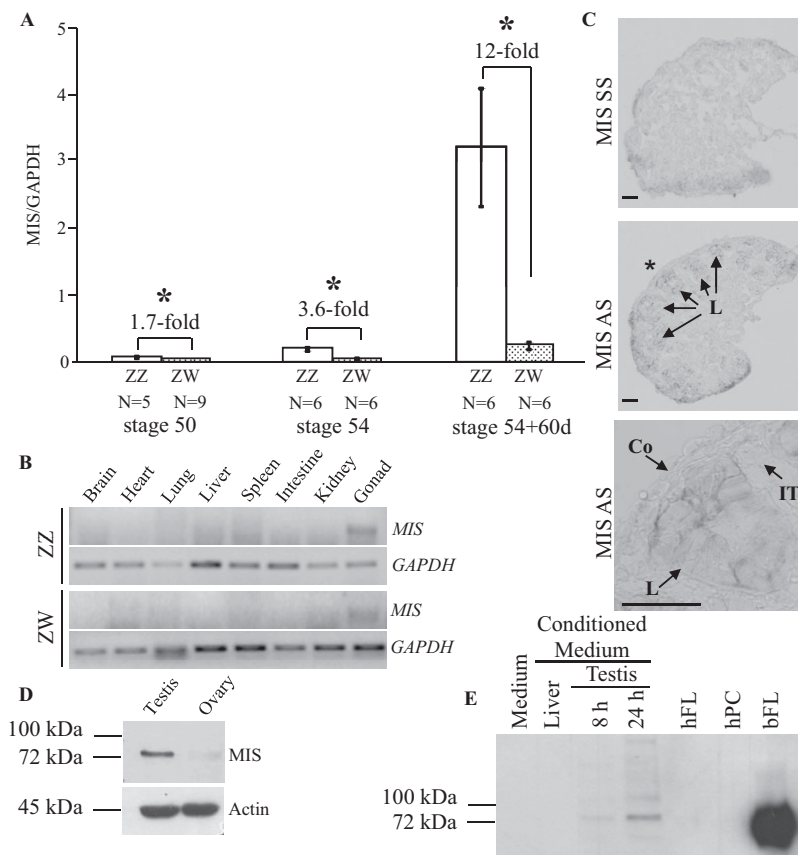 A
MIS/GAPDH
5
4
3
2
1
0
*
1.7-fold
*
3.6-fold
*
12-fold
ZZ ZW ZZ ZW ZZ ZW
N=5 N=9 N=6 N=6 N=6 N=6
stage 50 stage 54 stage 54+60d
B
Brain Heart Lung Liver Spleen Intestine Kidney Gonad
ZZ
MIS
GAPDH
ZW
MIS
GAPDH
C
MIS SS
MIS AS
*
L
MIS AS
Co
IT
L
D
Testis Ovary
100 kDa
72 kDa
MIS
45 kDa
Actin
E
Conditioned
Medium
Testis
Medium Liver 8 h 24 h hFL hPC bFL
100 kDa
72 kDa